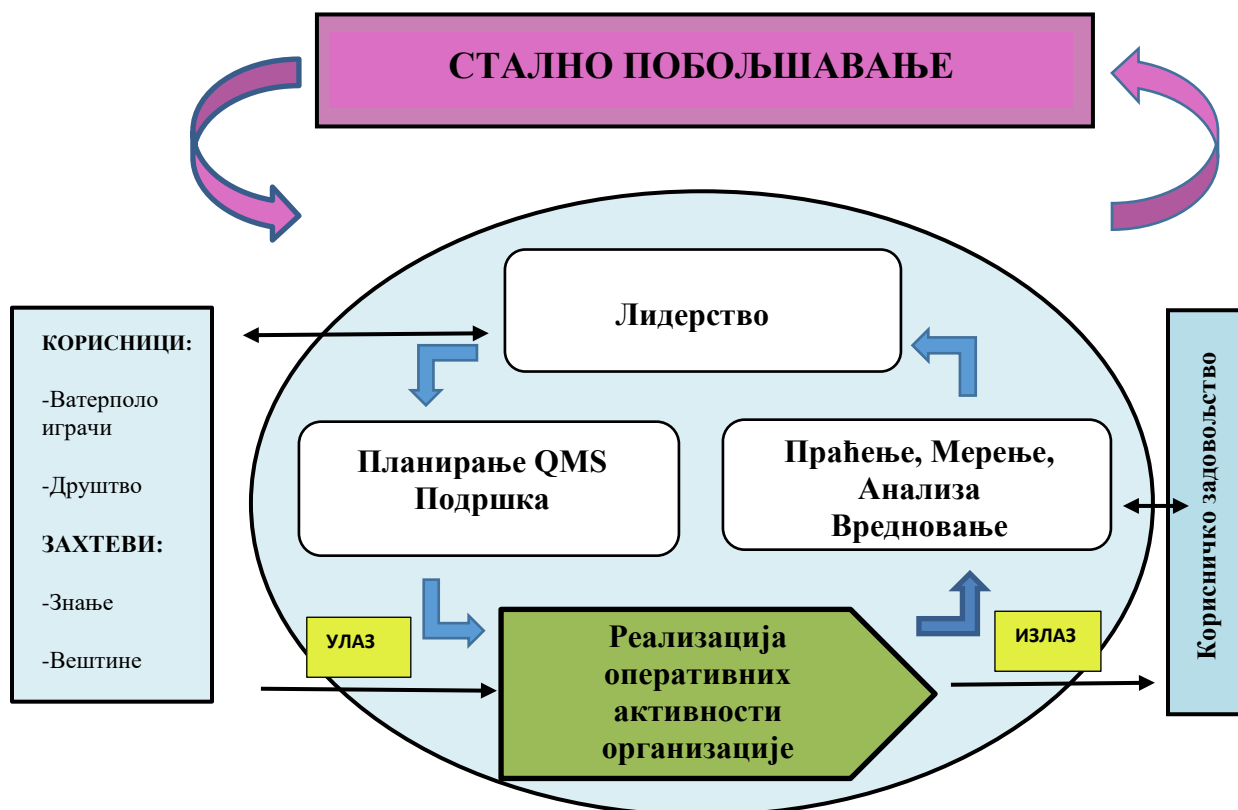 СТАЛНО ПОБОЉШАВАЊЕ
Лидерство
КОРИСНИЦИ:
-Ватерполо
играчи
-Друштво
ЗАХТЕВИ:
-Знање
-Вештине
Планирање QMS
Подршка
Праћење, Мерење,
Анализа
Вредновање
УЛАЗ
Реализација
оперативних
активности
организације
ИЗЛАЗ
Корисничко задовољство